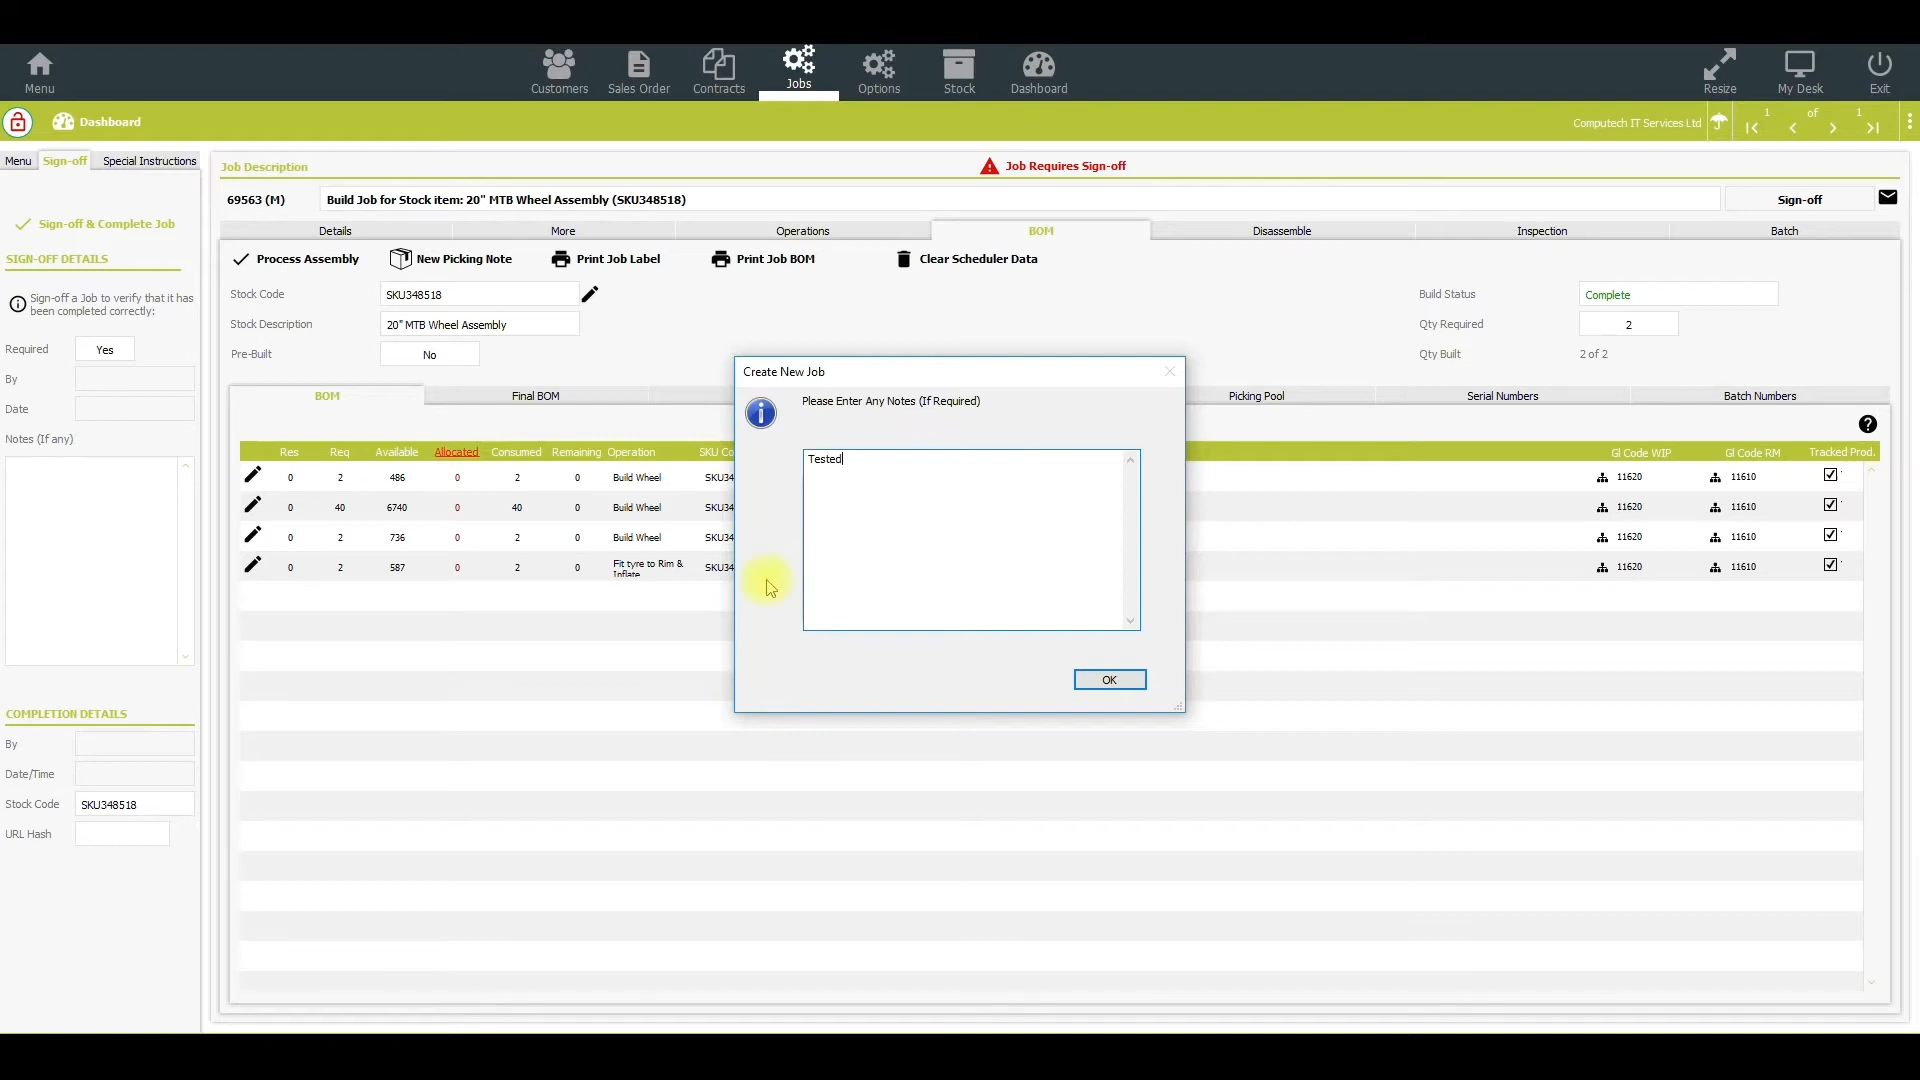 Menu
Customers
Sales Order
Contracts
Jobs
Options
Stock
Dashboard
Resize
My Desk
Exit
Dashboard
Computech IT Services Ltd
1 of 1
Menu
Sign-off
Special Instructions
Sign-off & Complete Job
SIGN-OFF DETAILS
Sign-off a Job to verify that it has
been completed correctly:
Required Yes
By
Date
Notes (If any)
COMPLETION DETAILS
By
Date/Time
Stock Code SKU348518
URL Hash
Job Description
Job Requires Sign-off
69563 (M) Build Job for Stock item: 20" MTB Wheel Assembly (SKU348518) Sign-off
Details More Operations BOM Disassemble Inspection Batch
Process Assembly New Picking Note Print Job Label Print Job BOM Clear Scheduler Data
Stock Code SKU348518
Stock Description 20" MTB Wheel Assembly
Pre-Built No
Build Status Complete
Qty Required 2
Qty Built 2 of 2
BOM Final BOM Picking Pool Serial Numbers Batch Numbers
Res Req Available Allocated Consumed Remaining Operation SKU Co Gl Code WIP Gl Code RM Tracked Prod.
0 2 486 0 2 0 Build Wheel SKU34 11620 11610
0 40 6740 0 40 0 Build Wheel SKU34 11620 11610
0 2 736 0 2 0 Build Wheel SKU34 11620 11610
0 2 587 0 2 0 Fit tyre to Rim & Inflate SKU34 11620 11610
Create New Job
Please Enter Any Notes (If Required)
Tested
OK